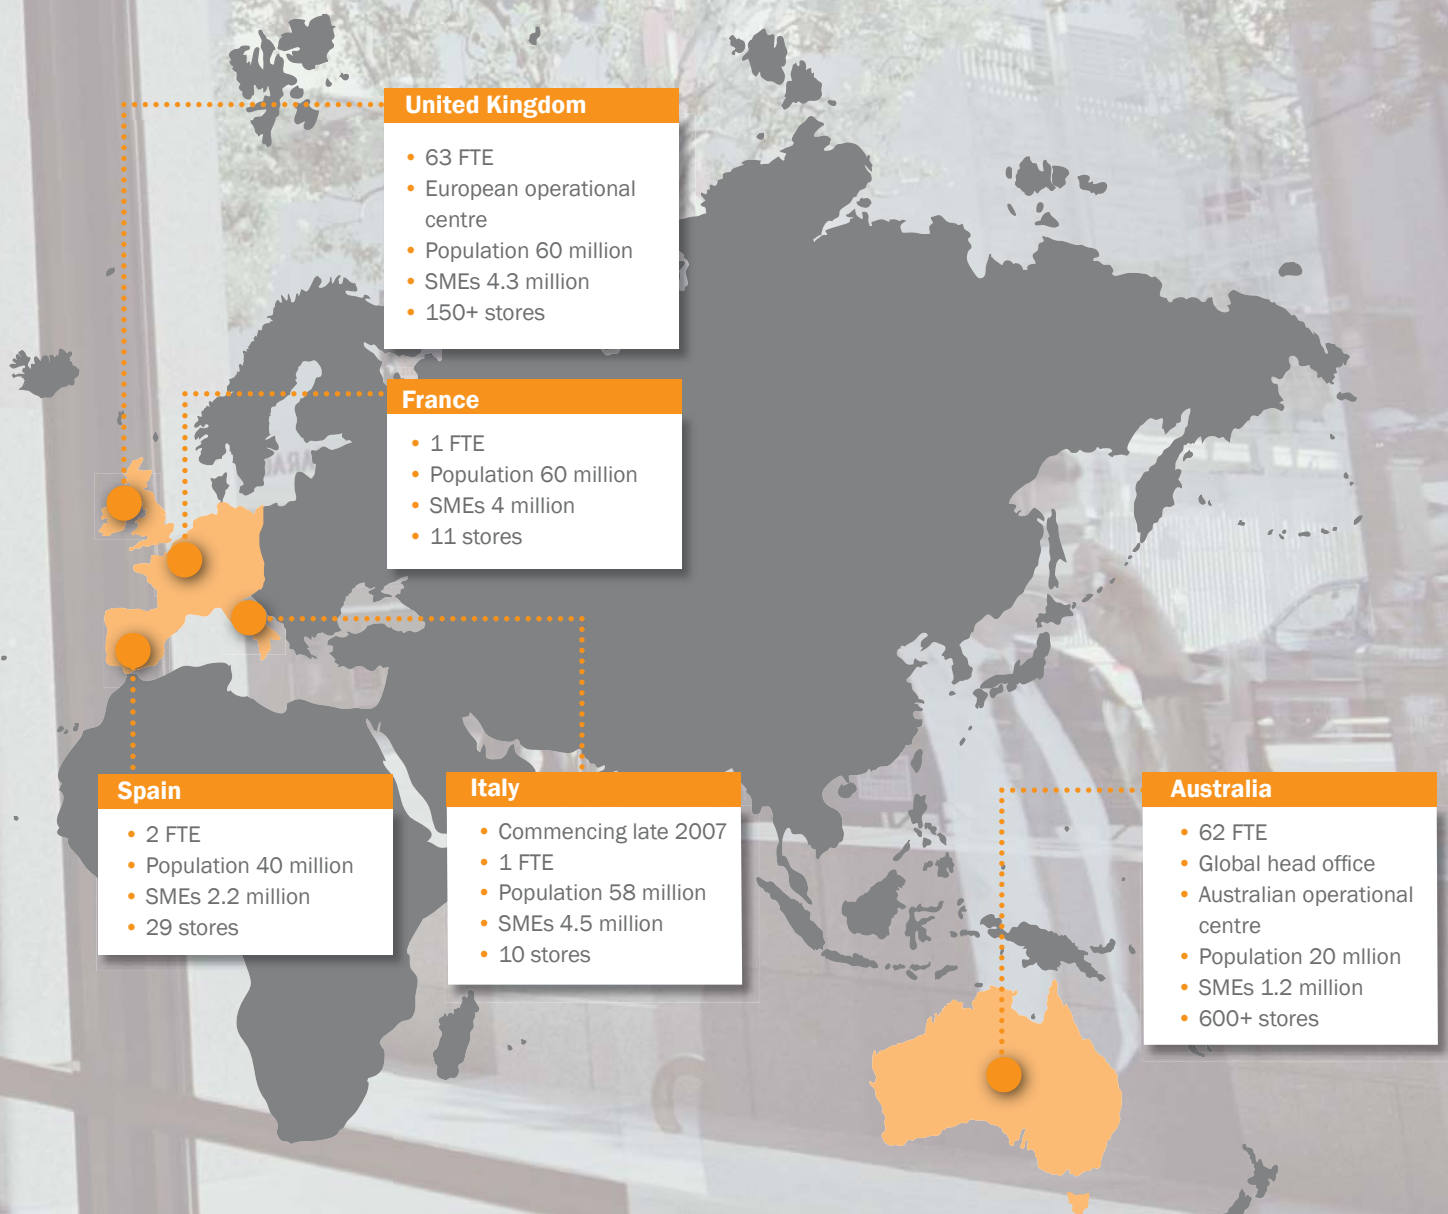 United Kingdom
• 63 FTE
• European operational
centre
• Population 60 million
• SMEs 4.3 million
• 150+ stores
France
• 1 FTE
• Population 60 million
• SMEs 4 million
• 11 stores
Spain
• 2 FTE
• Population 40 million
• SMEs 2.2 million
• 29 stores
Italy
• Commencing late 2007
• 1 FTE
• Population 58 million
• SMEs 4.5 million
• 10 stores
Australia
• 62 FTE
• Global head office
• Australian operational
centre
• Population 20 mllion
• SMEs 1.2 million
• 600+ stores